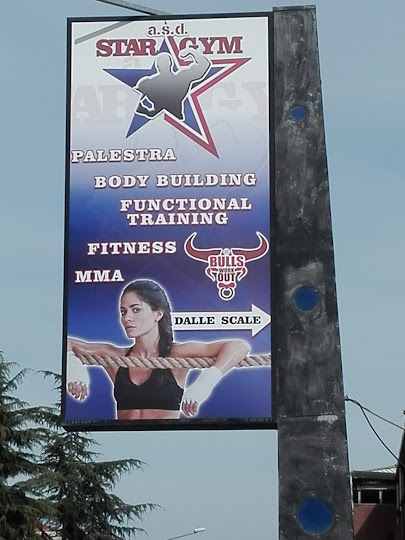 a.s.d.
STAR GYM
PALESTRA
BODY BUILDING
FUNCTIONAL
TRAINING
FITNESS
BULLS
WORK
OUT
MMA
DALLE SCALE